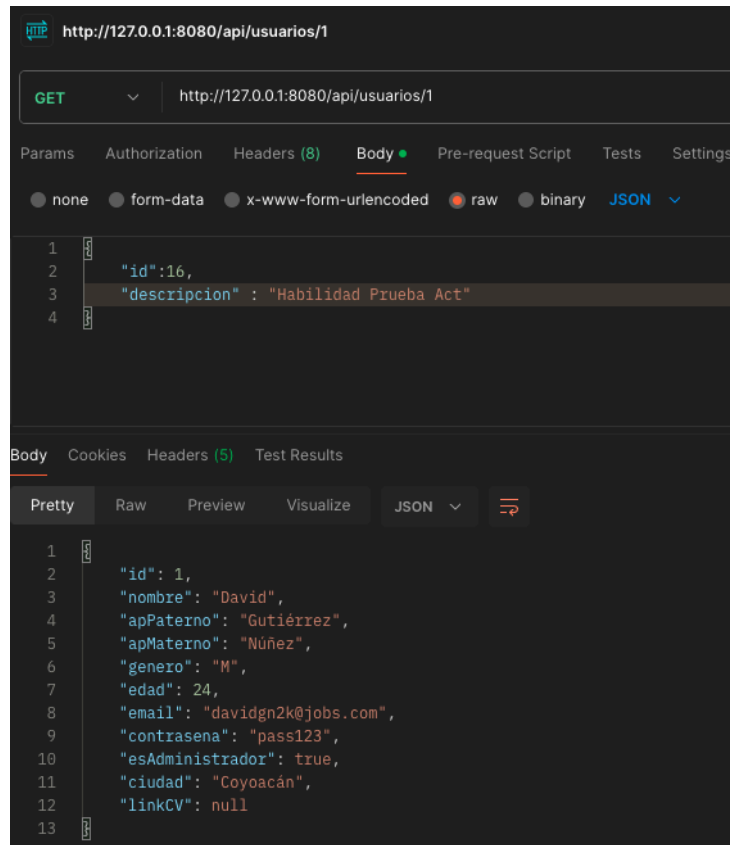 HTTP http://127.0.0.1:8080/api/usuarios/1
GET http://127.0.0.1:8080/api/usuarios/1
Params Authorization Headers (8) Body Pre-request Script Tests Settings
none form-data x-www-form-urlencoded raw binary JSON
1 {
2 "id":16,
3 "descripcion" : "Habilidad Prueba Act"
4 }
Body Cookies Headers (5) Test Results
Pretty Raw Preview Visualize JSON
1 {
2 "id": 1,
3 "nombre": "David",
4 "apPaterno": "Gutiérrez",
5 "apMaterno": "Núñez",
6 "genero": "M",
7 "edad": 24,
8 "email": "davidgn2k@jobs.com",
9 "contrasena": "pass123",
10 "esAdministrador": true,
11 "ciudad": "Coyoacán",
12 "linkCV": null
13 }